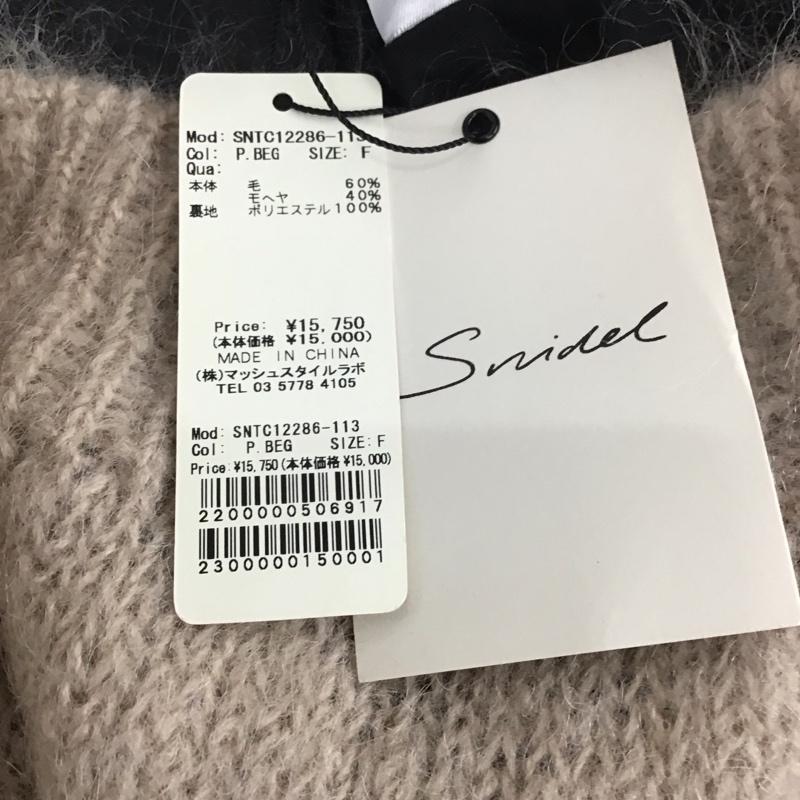 Mod: SNTC12286-113
Col: P.BEG SIZE: F
Qua:
本体 毛 60%
モヘヤ 40%
裏地 ポリエステル100%
Price: ¥15,750
(本体価格 ¥15,000)
MADE IN CHINA
(株)マッシュスタイルラボ
TEL 03 5778 4105
Mod: SNTC12286-113
Col: P.BEG SIZE:F
Price:¥15,750(本体価格 ¥15,000)
2200000506917
2300000150001
Snidel